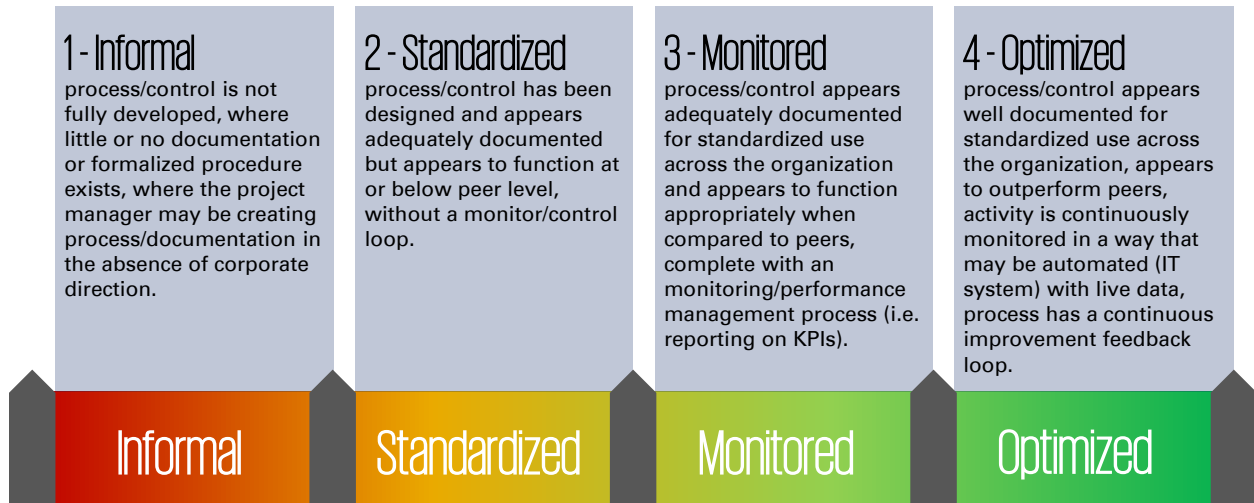 1 - Informal
process/control is not
fully developed, where
little or no documentation
or formalized procedure
exists, where the project
manager may be creating
process/documentation in
the absence of corporate
direction.
2 - Standardized
process/control has been
designed and appears
adequately documented
but appears to function at
or below peer level,
without a monitor/control
loop.
3 - Monitored
process/control appears
adequately documented
for standardized use
across the organization
and appears to function
appropriately when
compared to peers,
complete with an
monitoring/performance
management process (i.e.
reporting on KPIs).
4 - Optimized
process/control appears
well documented for
standardized use across
the organization, appears
to outperform peers,
activity is continuously
monitored in a way that
may be automated (IT
system) with live data,
process has a continuous
improvement feedback
loop.
Informal
Standardized
Monitored
Optimized